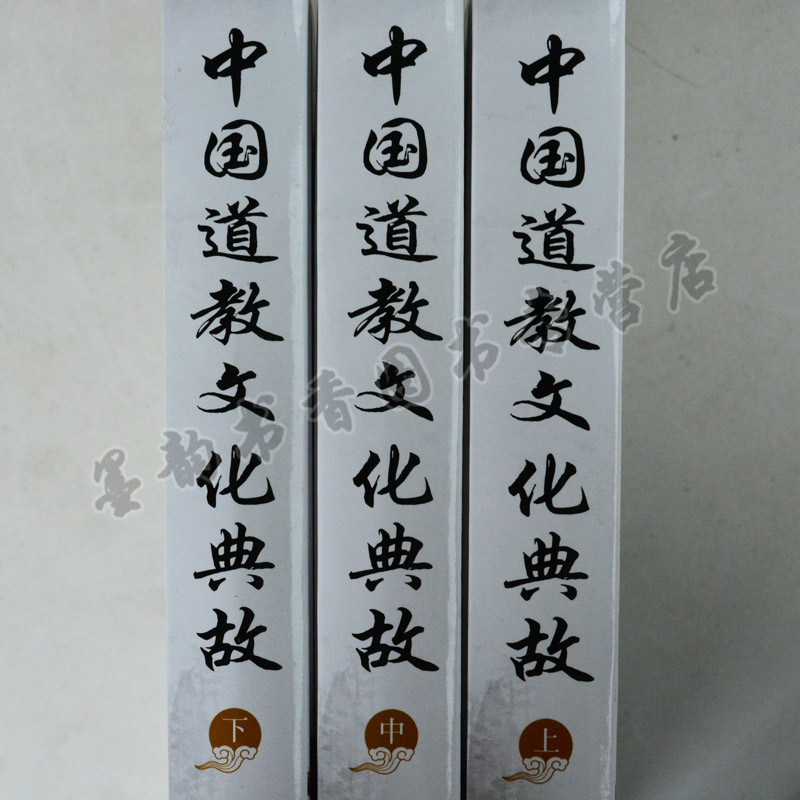 中国道教文化典故
下
中国道教文化典故
中
中国道教文化典故
上
墨韵书香图书专营店